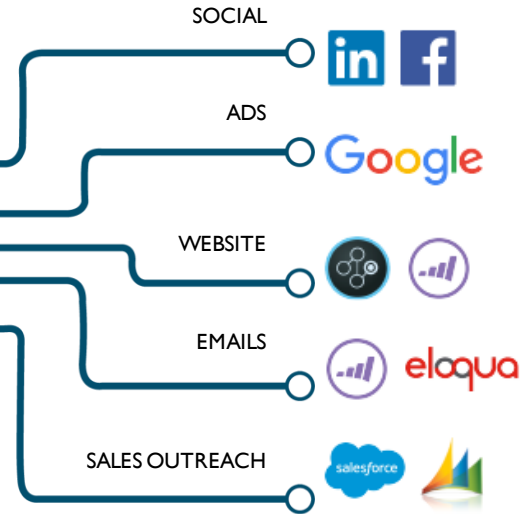 SOCIAL
in f
ADS
Google
WEBSITE
EMAILS
eloqua
SALES OUTREACH
salesforce